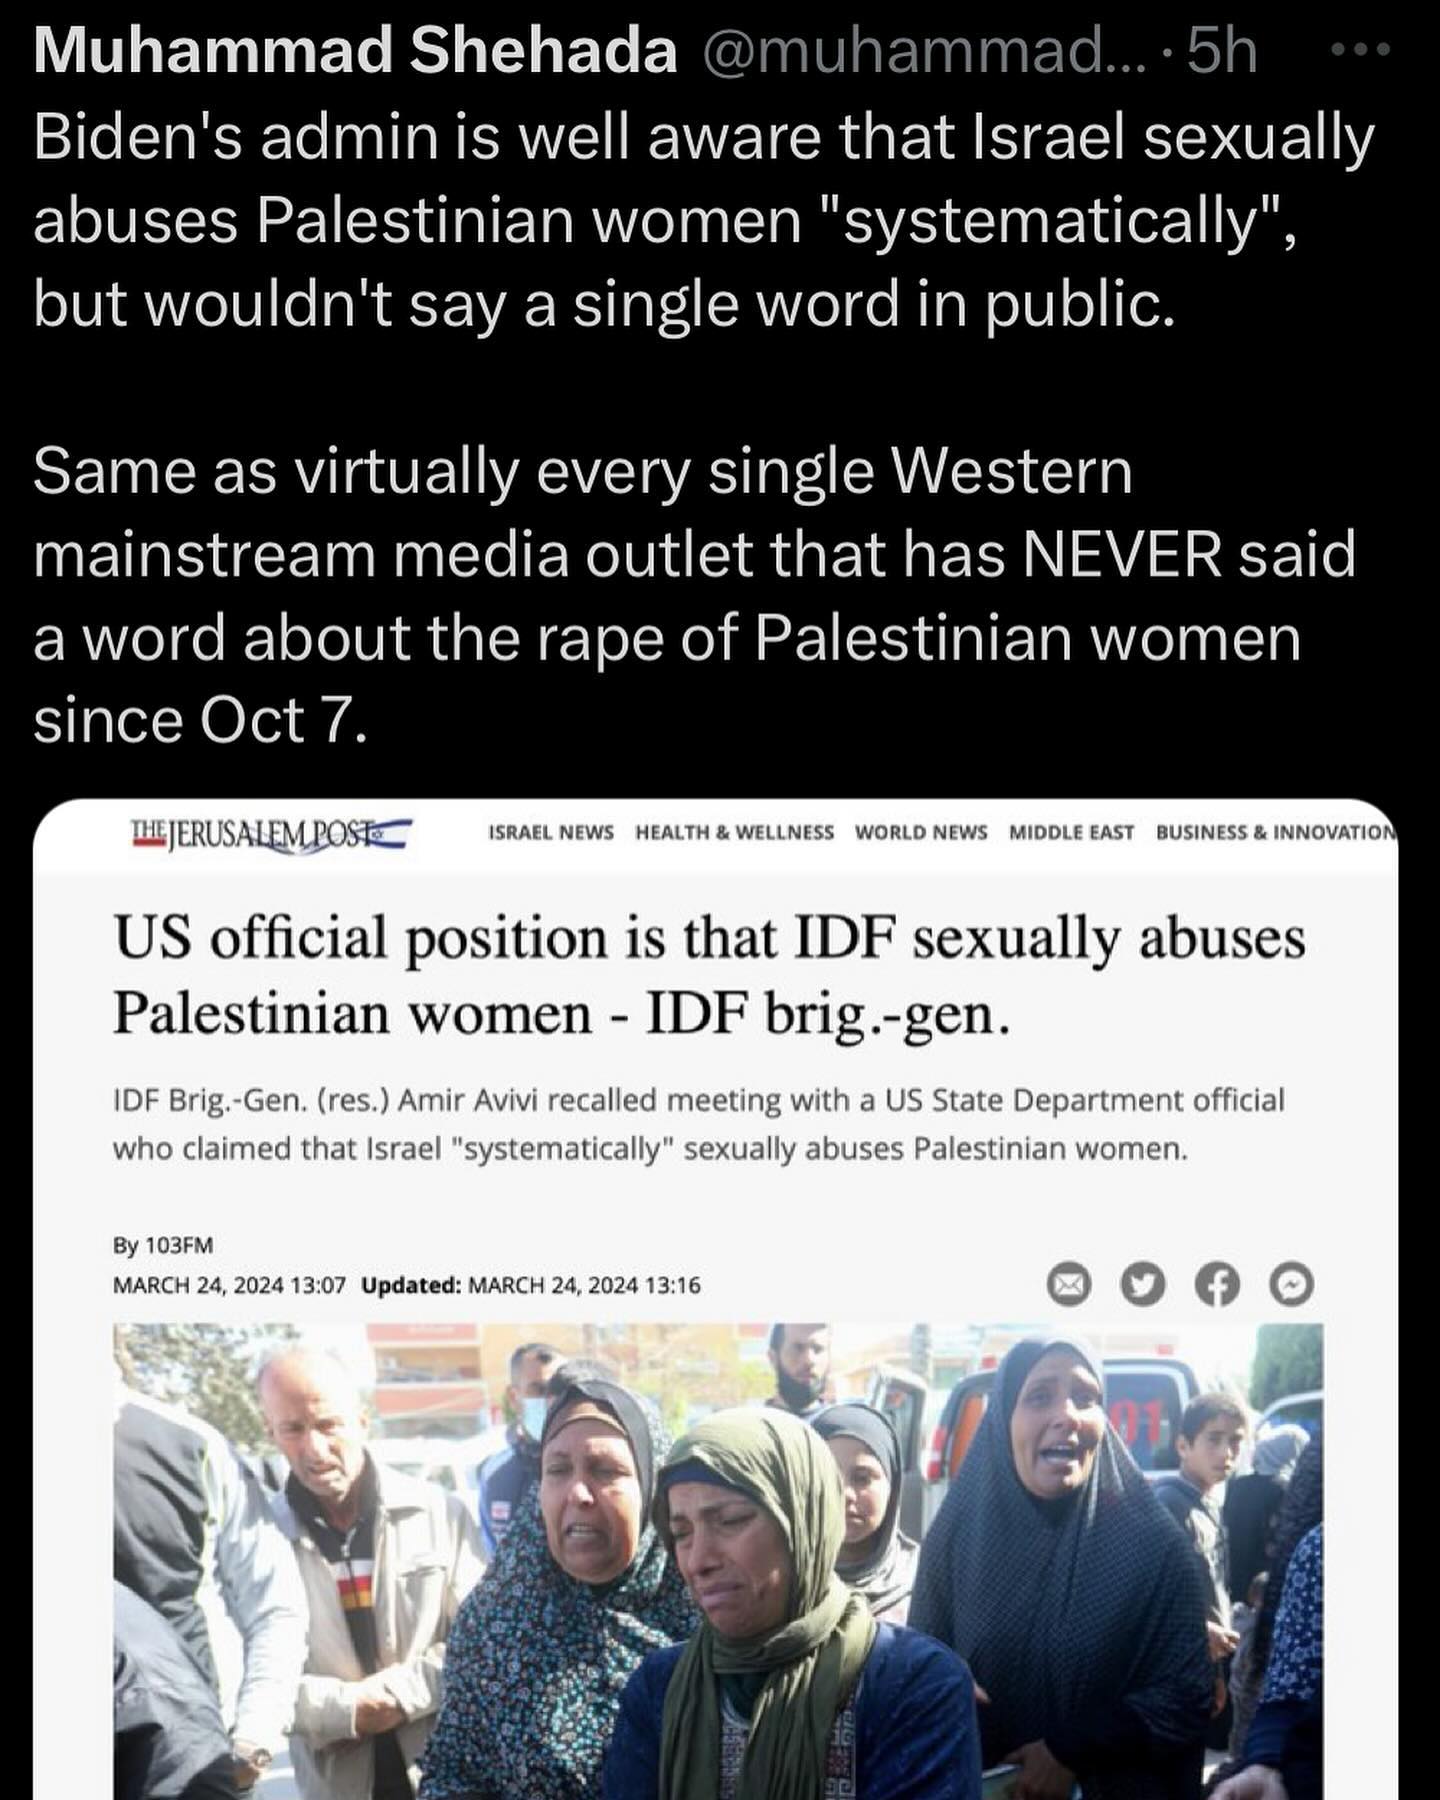 Muhammad Shehada @muhammad... · 5h
Biden's admin is well aware that Israel sexually
abuses Palestinian women "systematically",
but wouldn't say a single word in public.
Same as virtually every single Western
mainstream media outlet that has NEVER said
a word about the rape of Palestinian women
since Oct 7.
THE JERUSALEM POST ISRAEL NEWS HEALTH & WELLNESS WORLD NEWS MIDDLE EAST BUSINESS & INNOVATION
US official position is that IDF sexually abuses
Palestinian women - IDF brig.-gen.
IDF Brig.-Gen. (res.) Amir Avivi recalled meeting with a US State Department official
who claimed that Israel "systematically" sexually abuses Palestinian women.
By 103FM
MARCH 24, 2024 13:07 Updated: MARCH 24, 2024 13:16
01